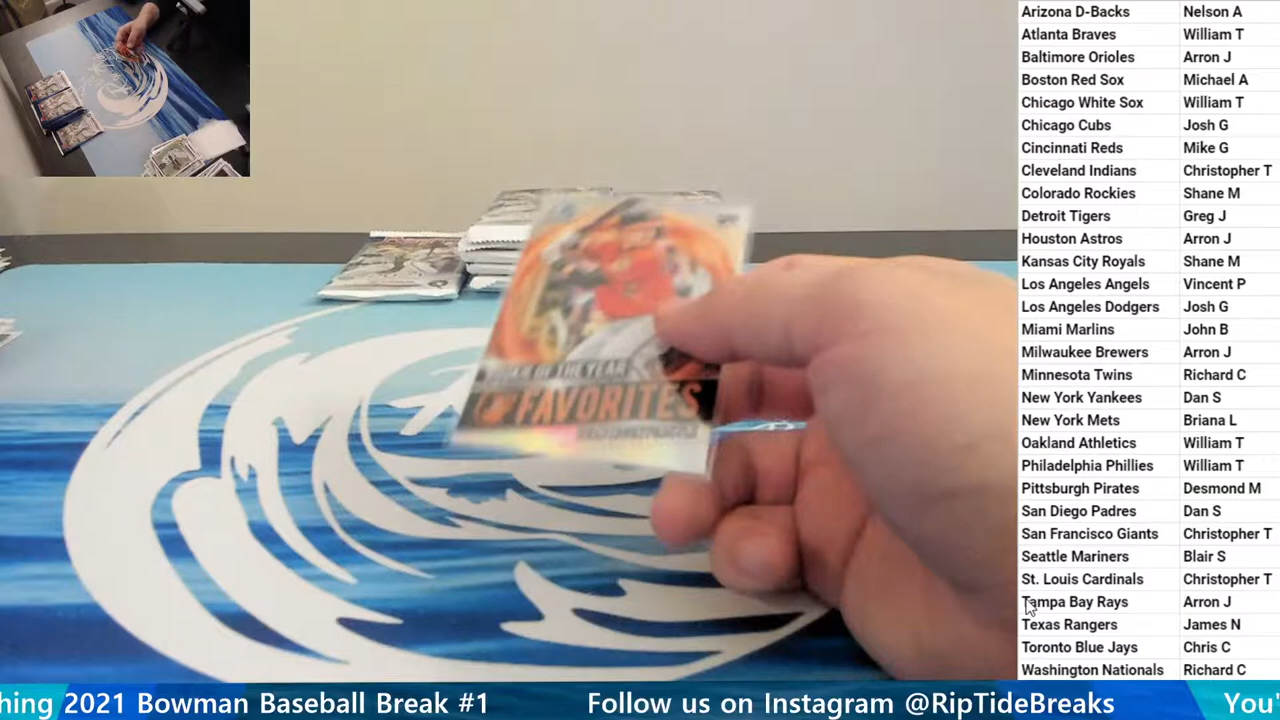 Arizona D-Backs Nelson A
Atlanta Braves William T
Baltimore Orioles Arron J
Boston Red Sox Michael A
Chicago White Sox William T
Chicago Cubs Josh G
Cincinnati Reds Mike G
Cleveland Indians Christopher T
Colorado Rockies Shane M
Detroit Tigers Greg J
Houston Astros Arron J
Kansas City Royals Shane M
Los Angeles Angels Vincent P
Los Angeles Dodgers Josh G
Miami Marlins John B
Milwaukee Brewers Arron J
Minnesota Twins Richard C
New York Yankees Dan S
New York Mets Briana L
Oakland Athletics William T
Philadelphia Phillies William T
Pittsburgh Pirates Desmond M
San Diego Padres Dan S
San Francisco Giants Christopher T
Seattle Mariners Blair S
St. Louis Cardinals Christopher T
Tampa Bay Rays Arron J
Texas Rangers James N
Toronto Blue Jays Chris C
Washington Nationals Richard C
OF THE YEAR
FAVORITES
hing 2021 Bowman Baseball Break #1 Follow us on Instagram @RipTideBreaks You'